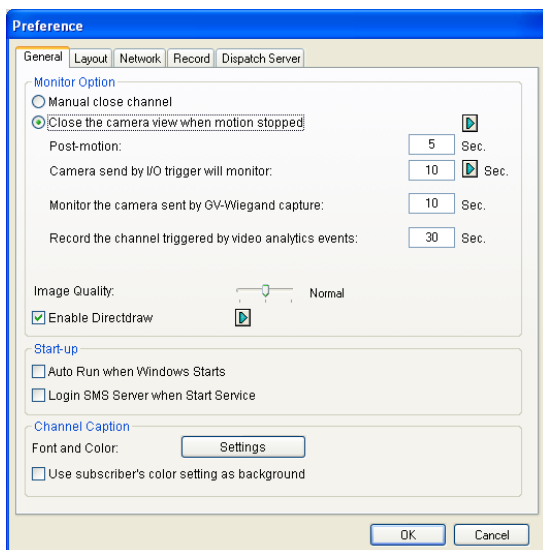 Preference
General Layout Network Record Dispatch Server
Monitor Option
Manual close channel
Close the camera view when motion stopped
Post-motion: 5 Sec.
Camera send by I/O trigger will monitor: 10 Sec.
Monitor the camera sent by GV-Wiegand capture: 10 Sec.
Record the channel triggered by video analytics events: 30 Sec.
Image Quality: Normal
Enable Directdraw
Start-up
Auto Run when Windows Starts
Login SMS Server when Start Service
Channel Caption
Font and Color: Settings
Use subscriber's color setting as background
OK Cancel